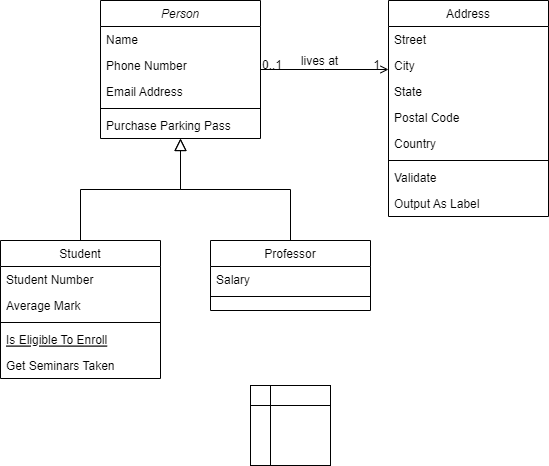 Person
Name
Phone Number
Email Address
Purchase Parking Pass
0..1
lives at
1
Address
Street
City
State
Postal Code
Country
Validate
Output As Label
Student
Student Number
Average Mark
Is Eligible To Enroll
Get Seminars Taken
Professor
Salary